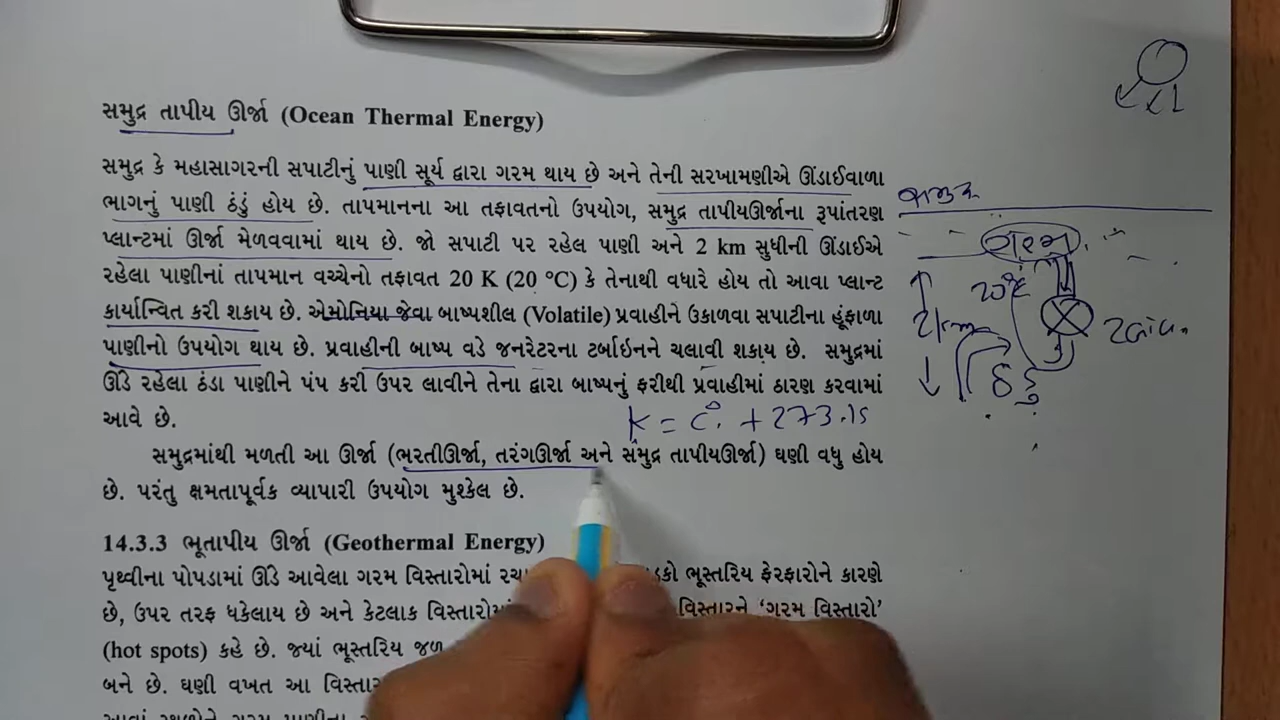 સમુદ્ર તાપીય ઊર્જા (Ocean Thermal Energy)
સમુદ્ર કે મહાસાગરની સપાટીનું પાણી સૂર્ય દ્વારા ગરમ થાય છે અને તેની સરખામણીએ ઊંડાઈવાળા
ભાગનું પાણી ઠંડું હોય છે. તાપમાનના આ તફાવતનો ઉપયોગ, સમુદ્ર તાપીયઊર્જાના રૂપાંતરણ
પ્લાન્ટમાં ઊર્જા મેળવવામાં થાય છે. જો સપાટી પર રહેલ પાણી અને 2 km સુધીની ઊંડાઈએ
રહેલા પાણીનાં તાપમાન વચ્ચેનો તફાવત 20 K (20 °C) કે તેનાથી વધારે હોય તો આવા પ્લાન્ટ
કાર્યાન્વિત કરી શકાય છે. એમોનિયા જેવા બાષ્પશીલ (Volatile) પ્રવાહીને ઉકાળવા સપાટીના હૂંફાળા
પાણીનો ઉપયોગ થાય છે. પ્રવાહીની બાષ્પ વડે જનરેટરના ટર્બાઇનને ચલાવી શકાય છે. સમુદ્રમાં
ઊંડે રહેલા ઠંડા પાણીને પંપ કરી ઉપર લાવીને તેના દ્વારા બાષ્પનું ફરીથી પ્રવાહીમાં ઠારણ કરવામાં
આવે છે.
K = C° + 273.15
સમુદ્રમાંથી મળતી આ ઊર્જા (ભરતીઊર્જા, તરંગઊર્જા અને સમુદ્ર તાપીયઊર્જા) ઘણી વધુ હોય
છે. પરંતુ ક્ષમતાપૂર્વક વ્યાપારી ઉપયોગ મુશ્કેલ છે.
14.3.3 ભૂતાપીય ઊર્જા (Geothermal Energy)
પૃથ્વીના પોપડામાં ઊંડે આવેલા ગરમ વિસ્તારોમાં ભૂસ્તરિય ફેરફારોને કારણે
છે, ઉપર તરફ ધકેલાય છે અને કેટલાક વિસ્તારને ‘ગરમ વિસ્તારો’
(hot spots) કહે છે. જ્યાં ભૂસ્તરિય જળ
બને છે. ઘણી વખત આ
ગરમ
20°C
2 km